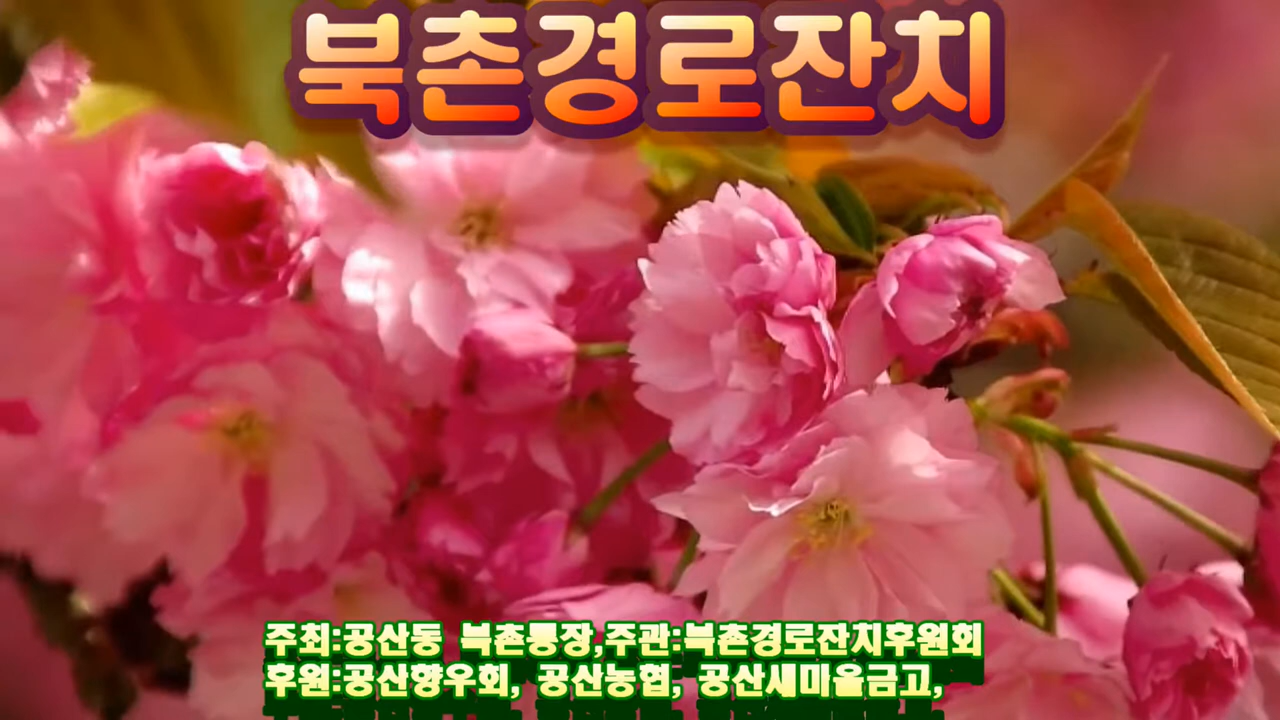 북촌경로잔치
주최:공산동 북촌통장,주관:북촌경로잔치후원회
후원:공산향우회, 공산농협, 공산새마을금고,